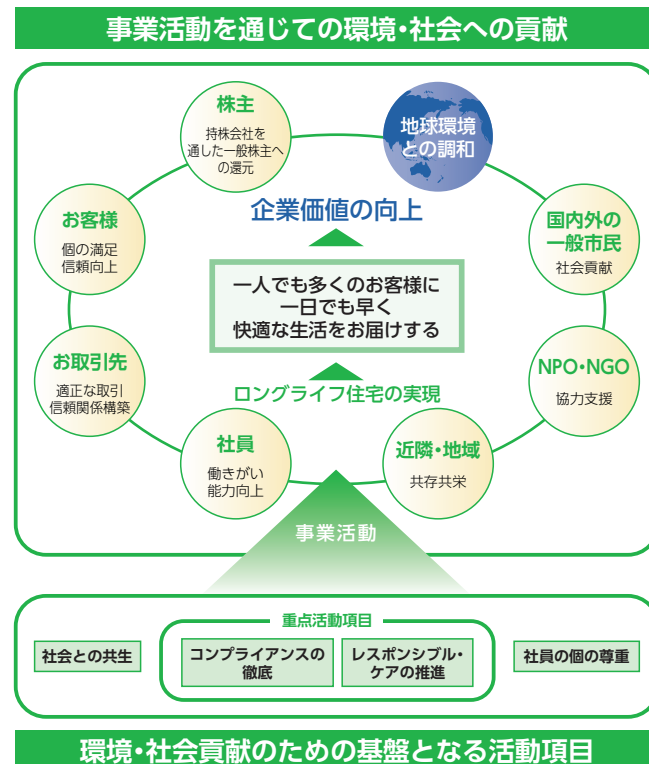 事業活動を通じての環境・社会への貢献
株主
持株会社を
通した一般株主へ
の還元
地球環境
との調和
お客様
個の満足
信頼向上
企業価値の向上
国内外の
一般市民
社会貢献
一人でも多くのお客様に
一日でも早く
快適な生活をお届けする
お取引先
適正な取引
信頼関係構築
NPO・NGO
協力支援
ロングライフ住宅の実現
社員
働きがい
能力向上
近隣・地域
共存共栄
事業活動
重点活動項目
社会との共生
コンプライアンスの
徹底
レスポンシブル・
ケアの推進
社員の個の尊重
環境・社会貢献のための基盤となる活動項目